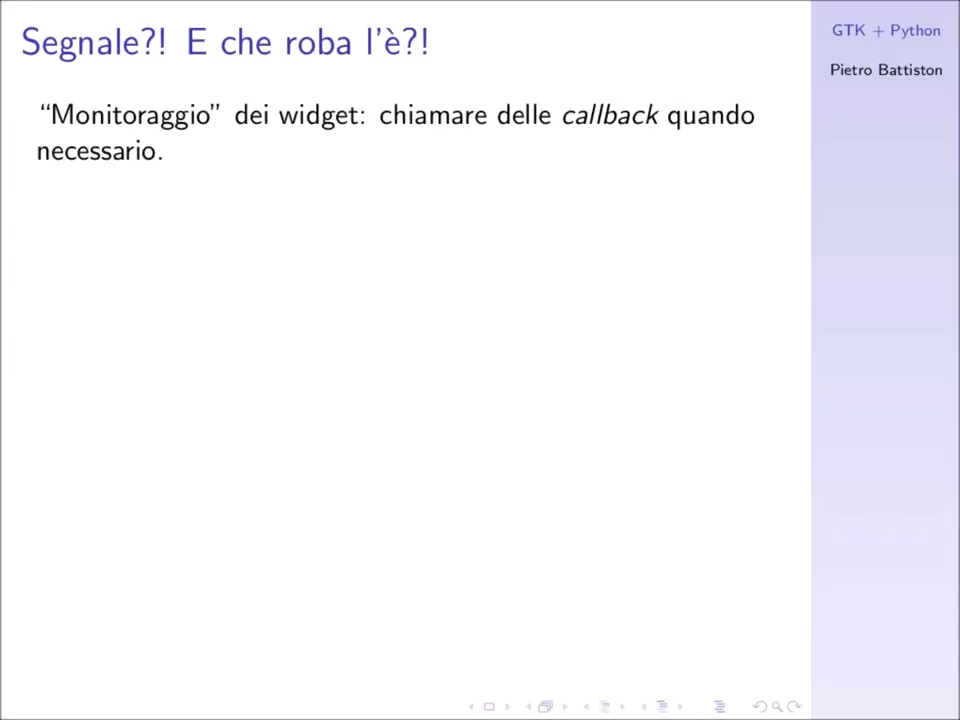 Segnale?! E che roba l'è?!
“Monitoraggio” dei widget: chiamare delle callback quando
necessario.
GTK + Python
Pietro Battiston